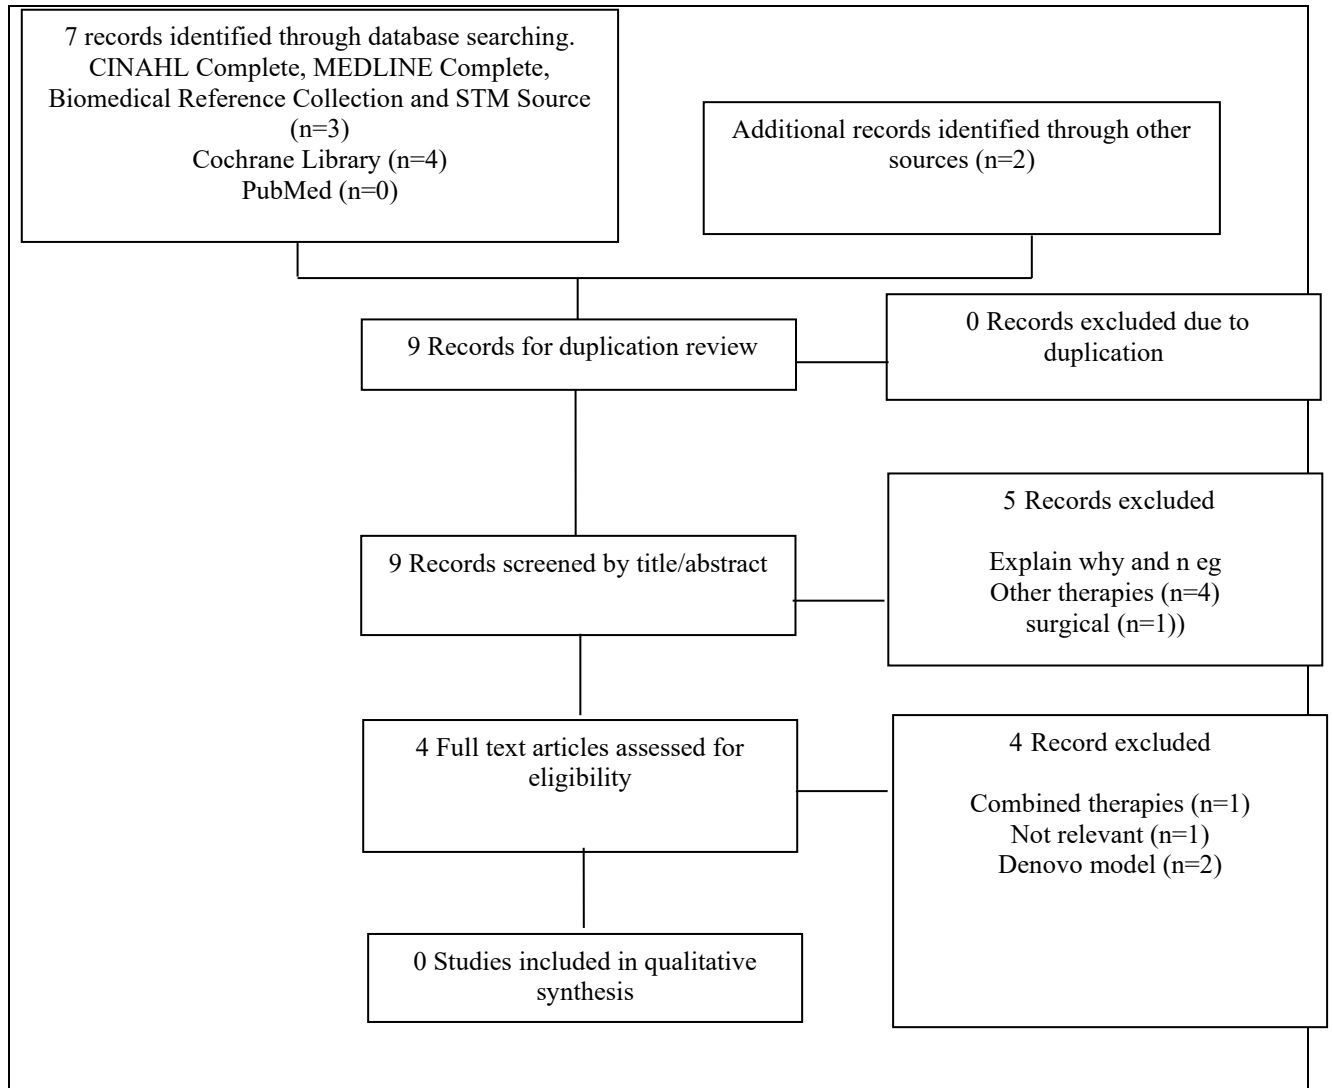 7 records identified through database searching.
CINAHL Complete, MEDLINE Complete,
Biomedical Reference Collection and STM Source
(n=3)
Cochrane Library (n=4)
PubMed (n=0)
Additional records identified through other
sources (n=2)
9 Records for duplication review
0 Records excluded due to
duplication
9 Records screened by title/abstract
5 Records excluded
Explain why and n eg
Other therapies (n=4)
surgical (n=1))
4 Full text articles assessed for
eligibility
4 Record excluded
Combined therapies (n=1)
Not relevant (n=1)
Denovo model (n=2)
0 Studies included in qualitative
synthesis